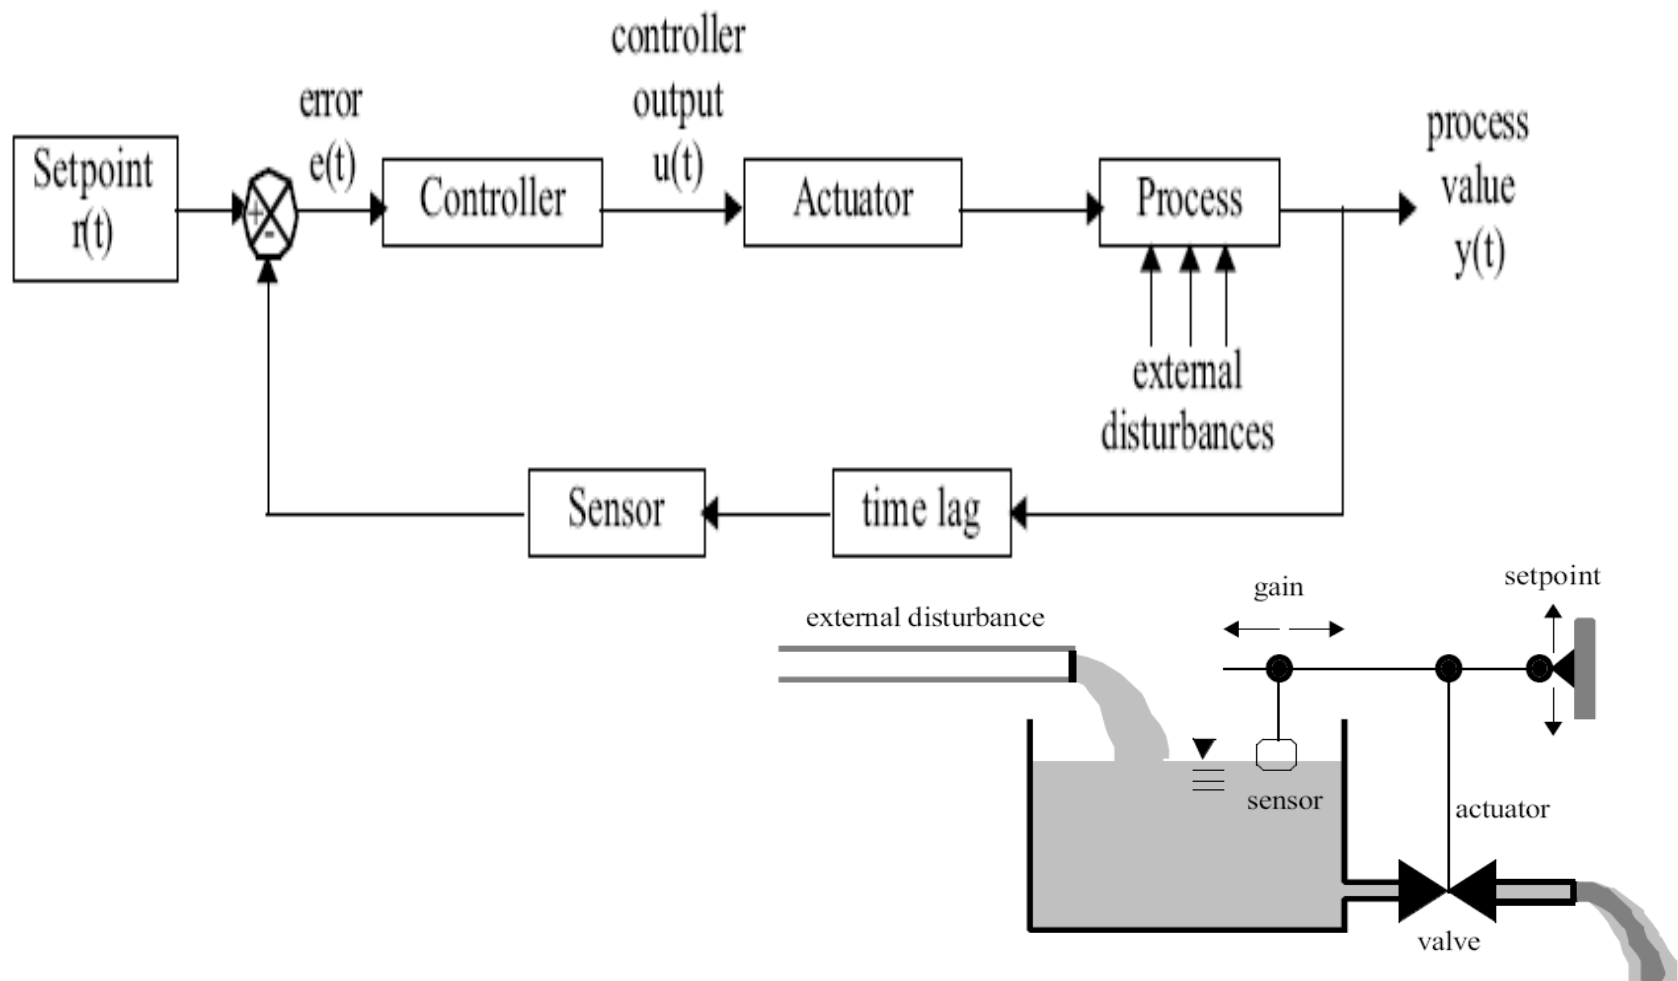 controller
output
u(t)
error
e(t)
process
value
y(t)
Setpoint
r(t)
+
-
Controller
Actuator
Process
external
disturbances
Sensor
time lag
setpoint
gain
external disturbance
sensor
actuator
valve